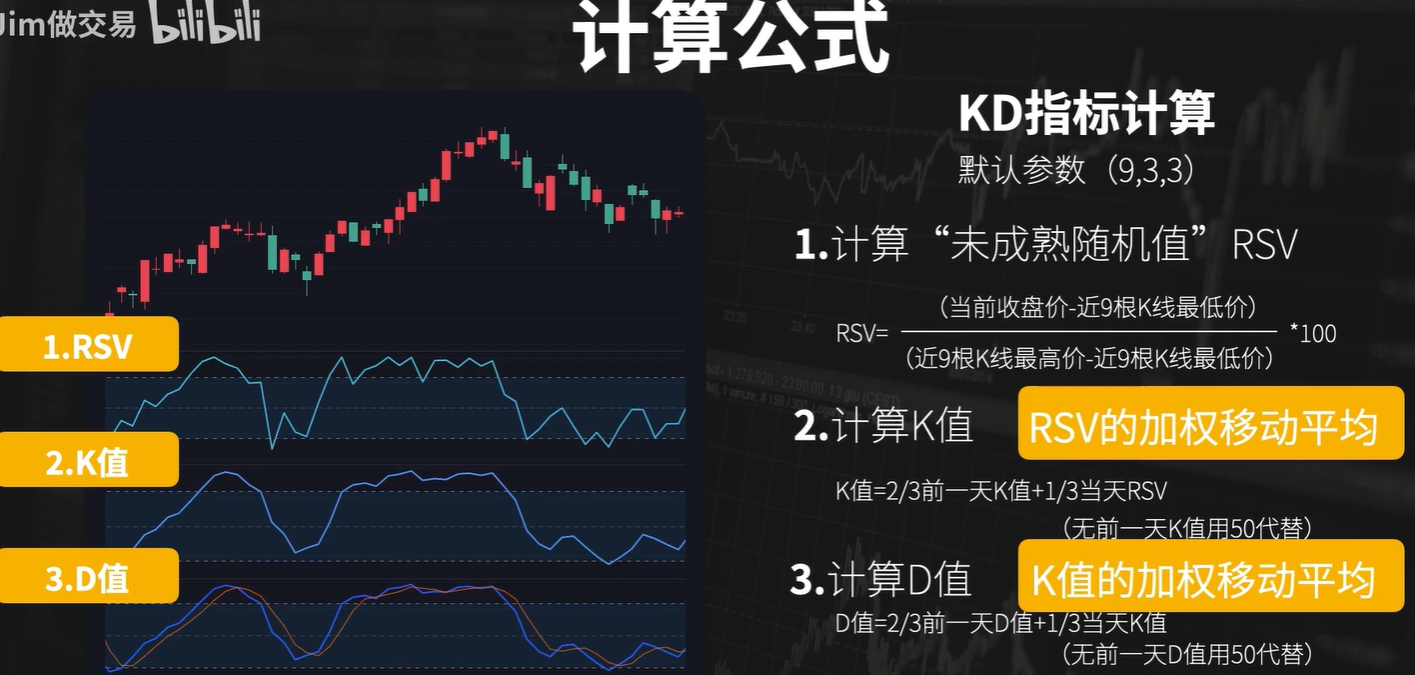 Jim做交易 bilibili
计算公式
KD指标计算
默认参数（9,3,3）
1.计算“未成熟随机值”RSV
（当前收盘价-近9根K线最低价）
RSV= *100
（近9根K线最高价-近9根K线最低价）
1.RSV
2.计算K值 RSV的加权移动平均
2.K值
K值=2/3前一天K值+1/3当天RSV
（无前一天K值用50代替）
3.D值
3.计算D值 K值的加权移动平均
D值=2/3前一天D值+1/3当天K值
（无前一天D值用50代替）
23:35
23:40